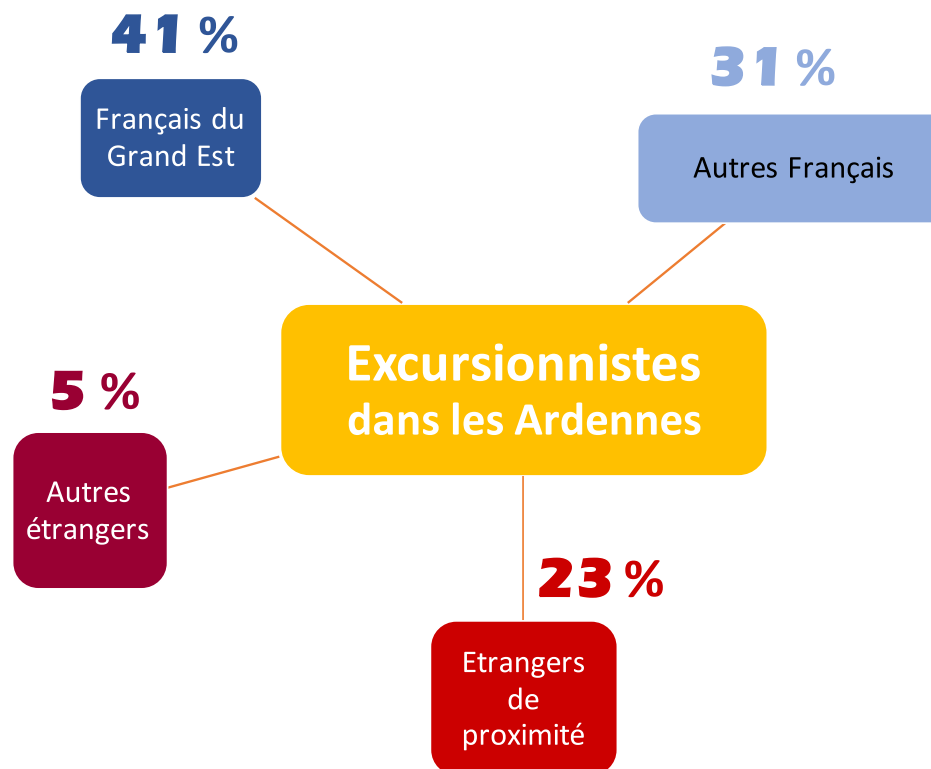 41 %
Français du
Grand Est
31 %
Autres Français
Excursionnistes
dans les Ardennes
5 %
Autres
étrangers
23 %
Etrangers
de
proximité